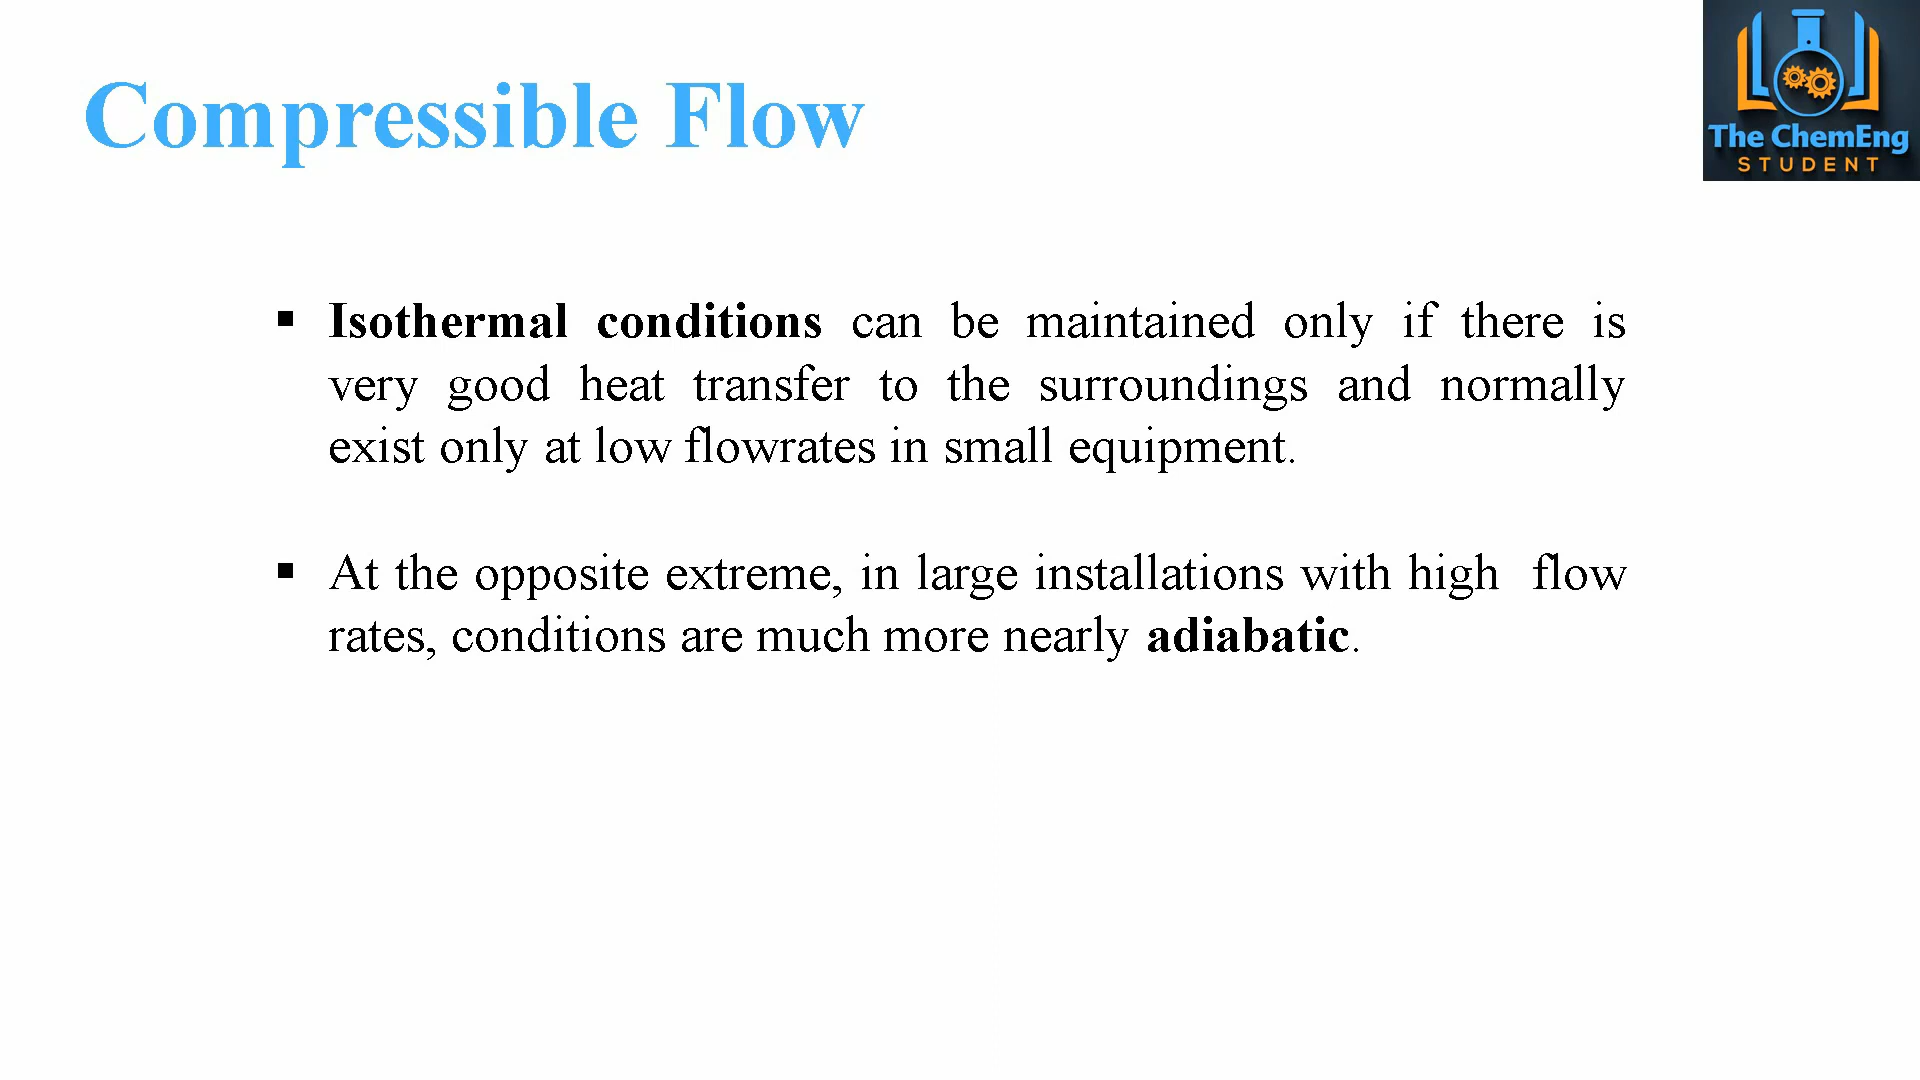 Compressible Flow
The ChemEng
STUDENT
▪ Isothermal conditions can be maintained only if there is
very good heat transfer to the surroundings and normally
exist only at low flowrates in small equipment.
▪ At the opposite extreme, in large installations with high flow
rates, conditions are much more nearly adiabatic.